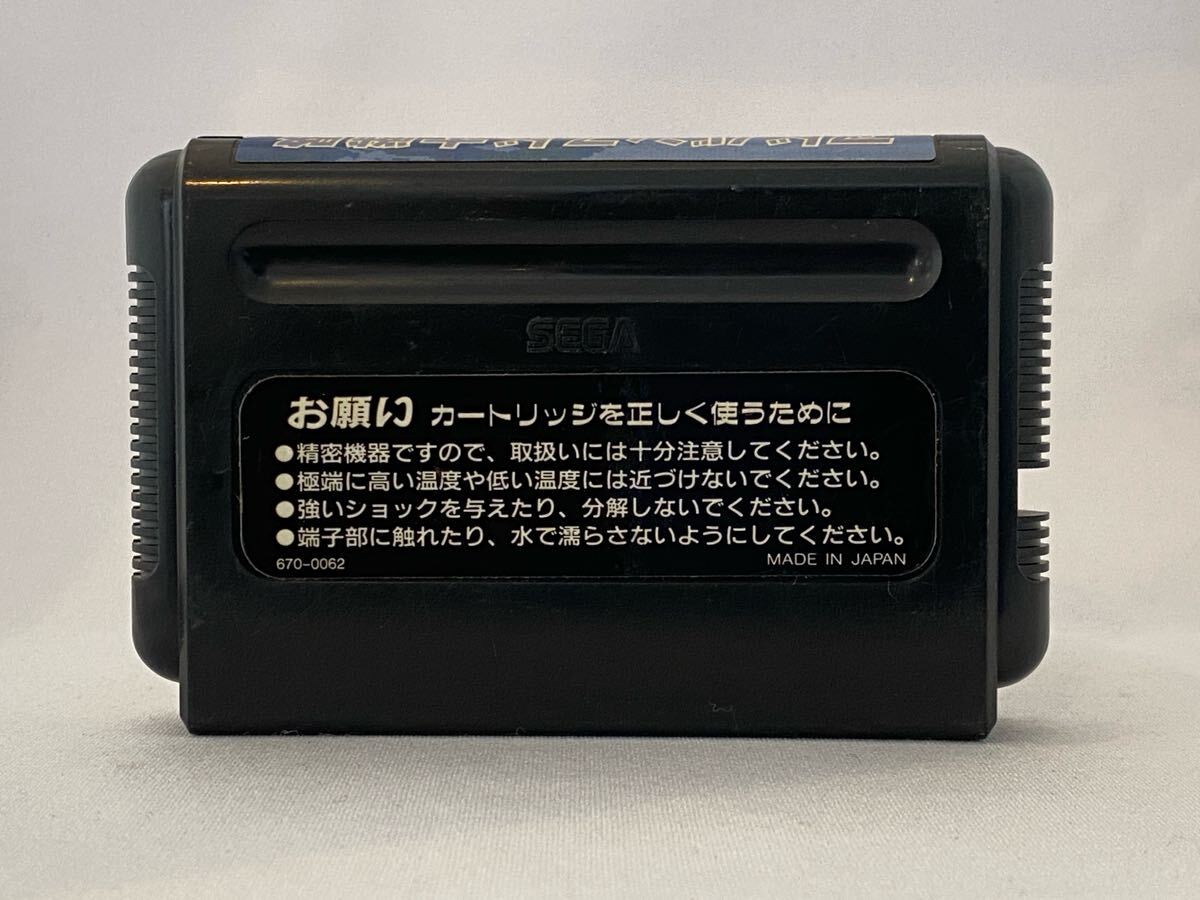 SEGA
お願い カートリッジを正しく使うために
●精密機器ですので、取扱いには十分注意してください。
●極端に高い温度や低い温度には近づけないでください。
●強いショックを与えたり、分解しないでください。
●端子部に触れたり、水で濡らさないようにしてください。
670-0062 MADE IN JAPAN